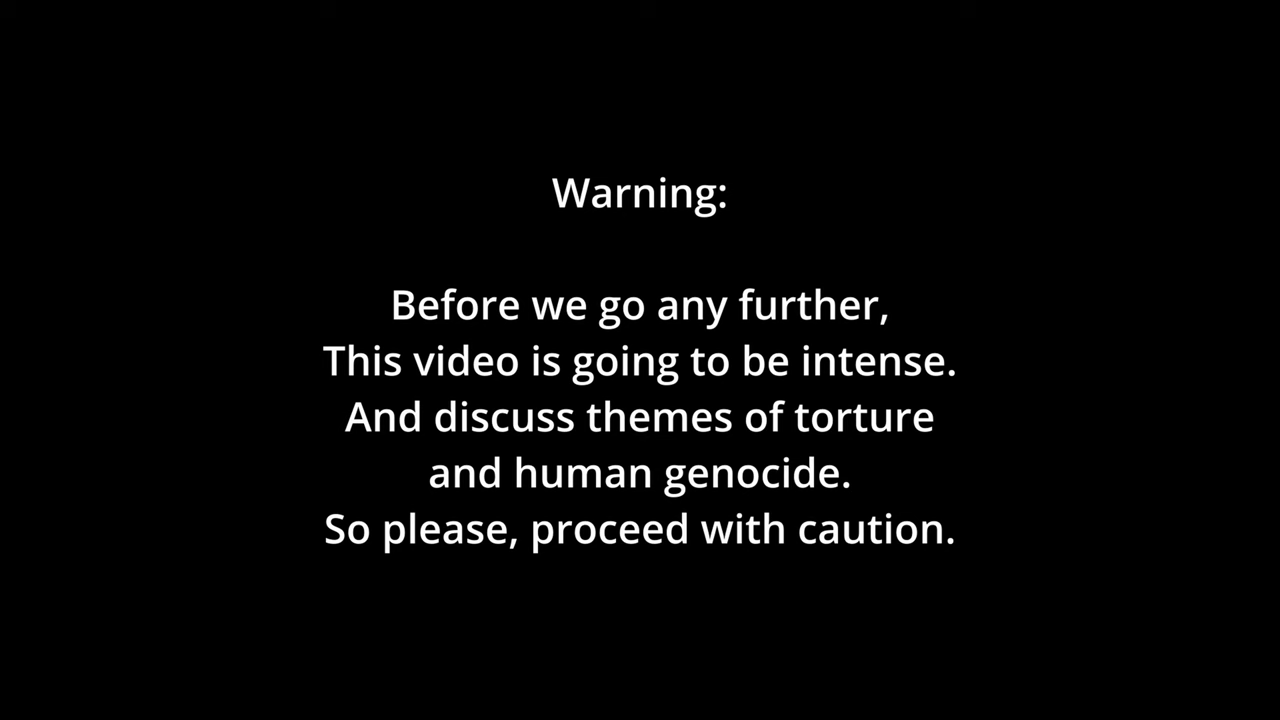 Warning:
Before we go any further,
This video is going to be intense.
And discuss themes of torture
and human genocide.
So please, proceed with caution.